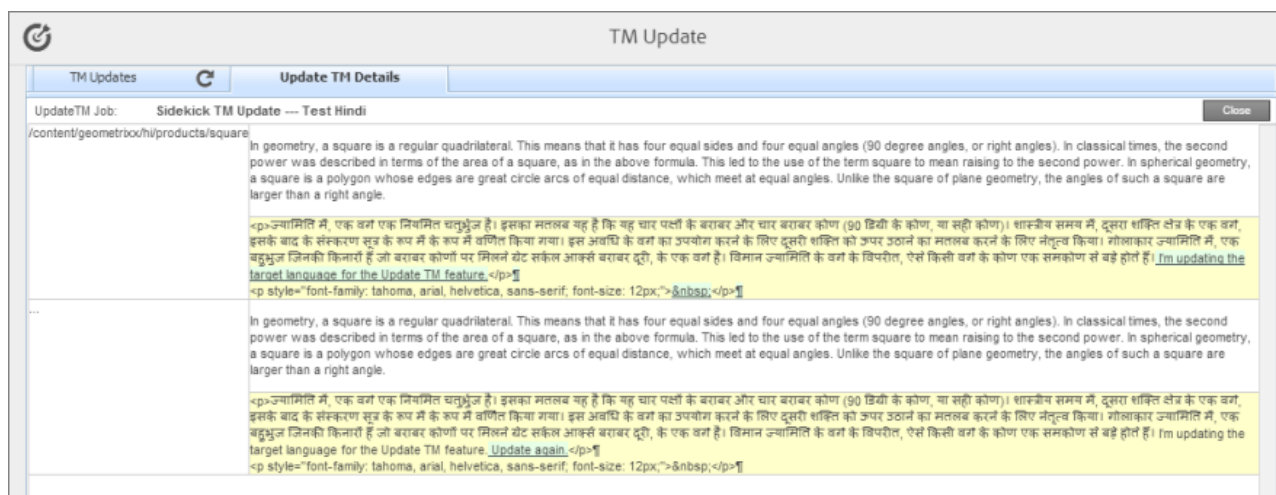 TM Update
TM Updates
Update TM Details
UpdateTM Job: Sidekick TM Update --- Test Hindi
Close
/content/geometrixx/hi/products/square
In geometry, a square is a regular quadrilateral. This means that it has four equal sides and four equal angles (90 degree angles, or right angles). In classical times, the second
power was described in terms of the area of a square, as in the above formula. This led to the use of the term square to mean raising to the second power. In spherical geometry,
a square is a polygon whose edges are great circle arcs of equal distance, which meet at equal angles. Unlike the square of plane geometry, the angles of such a square are
larger than a right angle.
<p>ज्यामिति में, एक वर्ग एक नियमित चतुर्भुज है। इसका मतलब यह है कि यह चार पक्षों के बराबर और चार बराबर कोण (90 डिग्री के कोण, या सही कोण)। शास्त्रीय समय में, दूसरा शक्ति क्षेत्र के एक वर्ग,
इसके बाद के संस्करण सूत्र के रूप में के रूप में वर्णित किया गया। इस अवधि के वर्ग का उपयोग करने के लिए दूसरी शक्ति को ऊपर उठाने का मतलब करने के लिए नेतृत्व किया। गोलाकार ज्यामिति में, एक
बहुभुज जिनकी किनारों हैं जो बराबर कोणों पर मिलने ग्रेट सर्कल आर्क्स बराबर दूरी, के एक वर्ग है। विमान ज्यामिति के वर्ग के विपरीत, ऐसे किसी वर्ग के कोण एक समकोण से बड़े होते हैं। I'm updating the
target language for the Update TM feature.</p>¶
<p style="font-family: tahoma, arial, helvetica, sans-serif; font-size: 12px;">&nbsp;</p>¶
...
In geometry, a square is a regular quadrilateral. This means that it has four equal sides and four equal angles (90 degree angles, or right angles). In classical times, the second
power was described in terms of the area of a square, as in the above formula. This led to the use of the term square to mean raising to the second power. In spherical geometry,
a square is a polygon whose edges are great circle arcs of equal distance, which meet at equal angles. Unlike the square of plane geometry, the angles of such a square are
larger than a right angle.
<p>ज्यामिति में, एक वर्ग एक नियमित चतुर्भुज है। इसका मतलब यह है कि यह चार पक्षों के बराबर और चार बराबर कोण (90 डिग्री के कोण, या सही कोण)। शास्त्रीय समय में, दूसरा शक्ति क्षेत्र के एक वर्ग,
इसके बाद के संस्करण सूत्र के रूप में के रूप में वर्णित किया गया। इस अवधि के वर्ग का उपयोग करने के लिए दूसरी शक्ति को ऊपर उठाने का मतलब करने के लिए नेतृत्व किया। गोलाकार ज्यामिति में, एक
बहुभुज जिनकी किनारों हैं जो बराबर कोणों पर मिलने ग्रेट सर्कल आर्क्स बराबर दूरी, के एक वर्ग है। विमान ज्यामिति के वर्ग के विपरीत, ऐसे किसी वर्ग के कोण एक समकोण से बड़े होते हैं। I'm updating the
target language for the Update TM feature. Update again.</p>¶
<p style="font-family: tahoma, arial, helvetica, sans-serif; font-size: 12px;">&nbsp;</p>¶